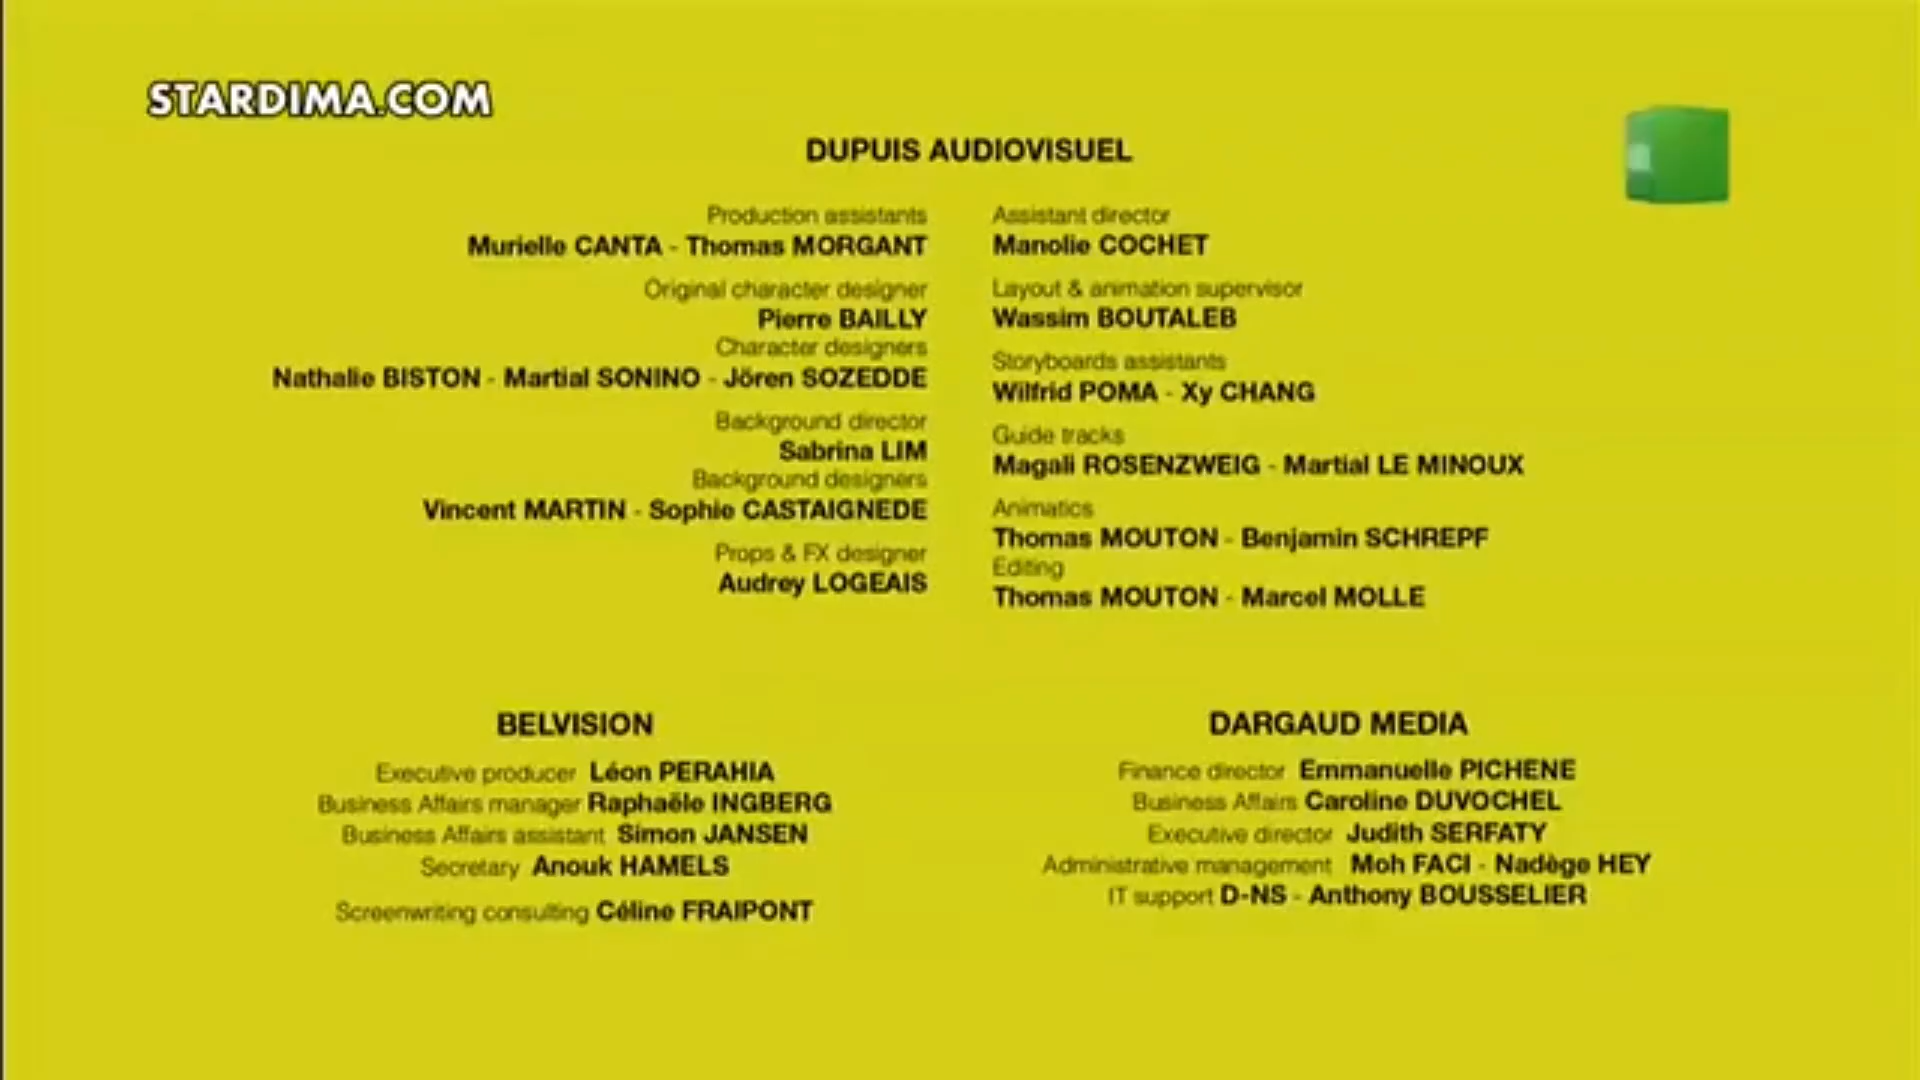 STARDIMA.COM
DUPUIS AUDIOVISUEL
Production assistants
Murielle CANTA - Thomas MORGANT
Original character designer
Pierre BAILLY
Character designers
Nathalie BISTON - Martial SONINO - Jören SOZEDDE
Background director
Sabrina LIM
Background designers
Vincent MARTIN - Sophie CASTAIGNEDE
Props & FX designer
Audrey LOGEAIS
Assistant director
Manolie COCHET
Layout & animation supervisor
Wassim BOUTALEB
Storyboards assistants
Wilfrid POMA - Xy CHANG
Guide tracks
Magali ROSENZWEIG - Martial LE MINOUX
Animatics
Thomas MOUTON - Benjamin SCHREPF
Editing
Thomas MOUTON - Marcel MOLLE
BELVISION
Executive producer Léon PERAHIA
Business Affairs manager Raphaële INGBERG
Business Affairs assistant Simon JANSEN
Secretary Anouk HAMELS
Screenwriting consulting Céline FRAIPONT
DARGAUD MEDIA
Finance director Emmanuelle PICHENE
Business Affairs Caroline DUVOCHEL
Executive director Judith SERFATY
Administrative management Moh FACI - Nadège HEY
IT support D-NS - Anthony BOUSSELIER